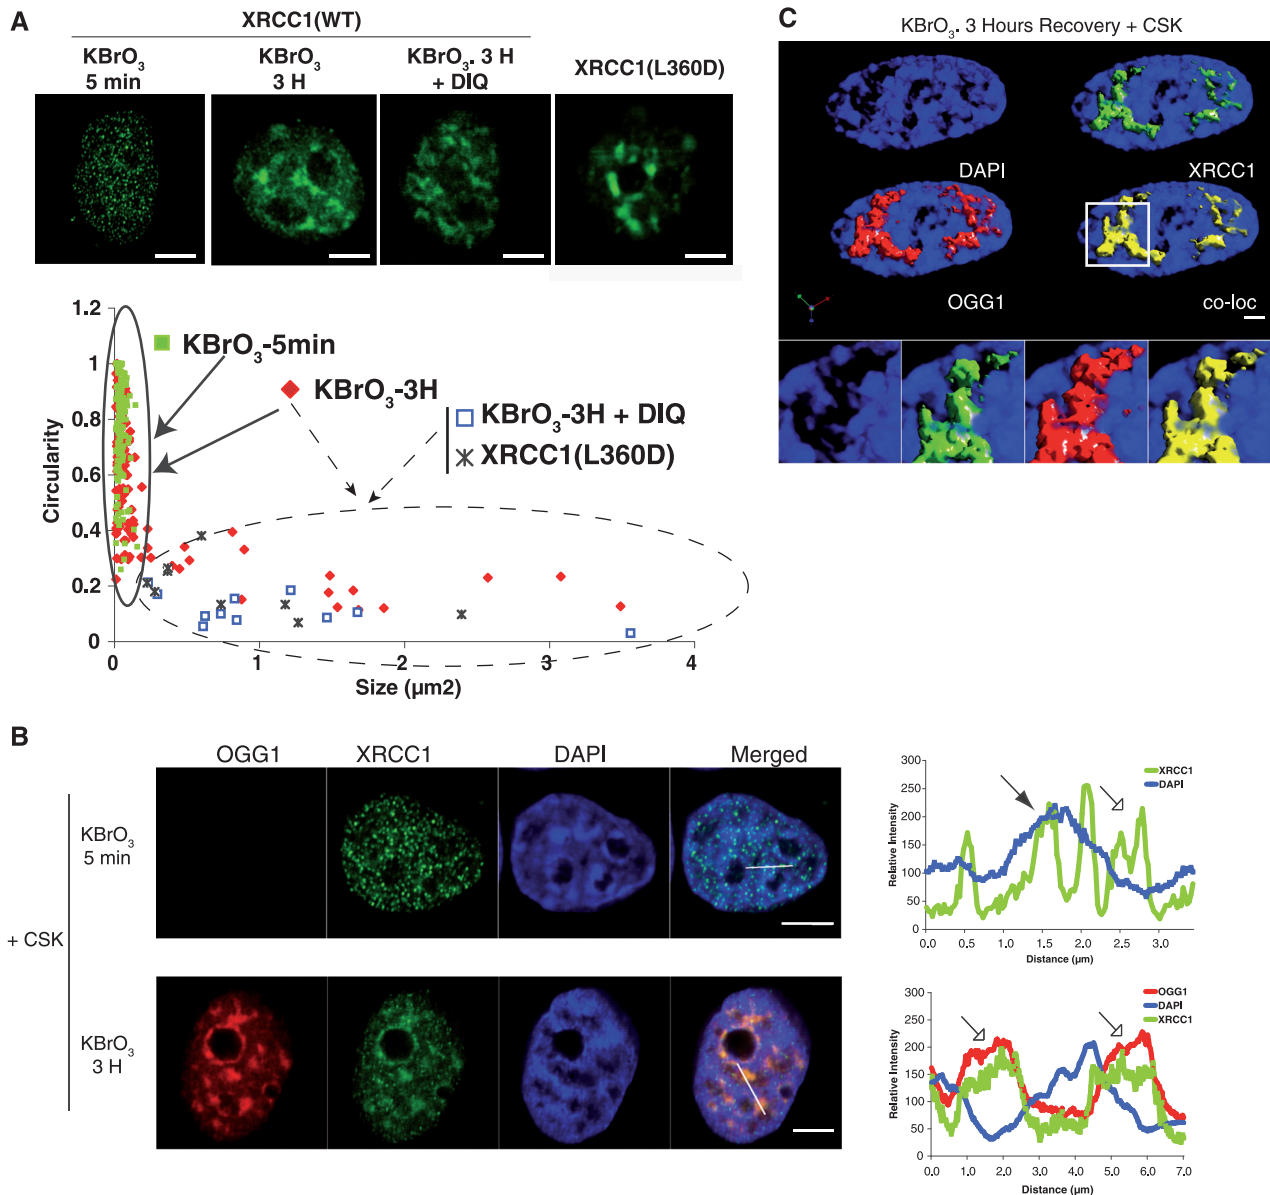 A
XRCC1(WT)
KBrO3
5 min
KBrO3
3 H
KBrO3. 3 H
+ DIQ
XRCC1(L360D)
1.2
1
0.8
0.6
0.4
0.2
0
Circularity
KBrO3-5min
KBrO3-3H
KBrO3-3H + DIQ
XRCC1(L360D)
0
1
2
3
4
Size (µm2)
C
KBrO3. 3 Hours Recovery + CSK
DAPI
XRCC1
OGG1
co-loc
B
OGG1
XRCC1
DAPI
Merged
+ CSK
KBrO3
5 min
KBrO3
3 H
300
250
200
150
100
50
0
Relative Intensity
XRCC1
DAPI
0.0
0.5
1.0
1.5
2.0
2.5
3.0
Distance (µm)
300
250
200
150
100
50
0
Relative Intensity
OGG1
DAPI
XRCC1
0.0
1.0
2.0
3.0
4.0
5.0
6.0
7.0
Distance (µm)